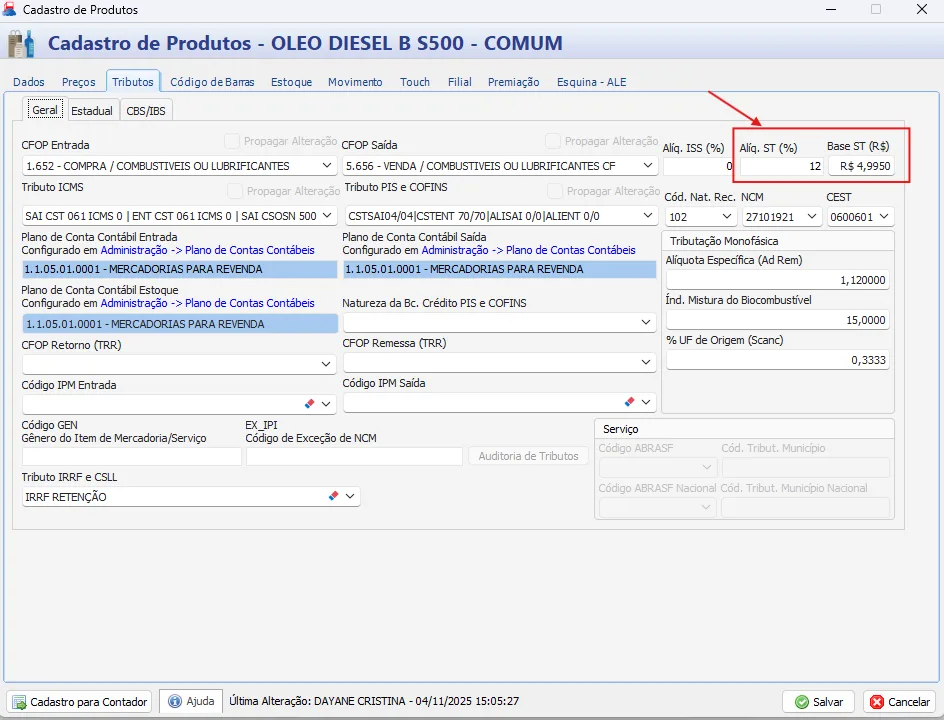 Cadastro de Produtos
Cadastro de Produtos - OLEO DIESEL B S500 - COMUM
Dados Preços Tributos Código de Barras Estoque Movimento Touch Filial Premiação Esquina - ALE
Geral Estadual CBS/IBS
CFOP Entrada Propagar Alteração CFOP Saída Propagar Alteração Alíq. ISS (%) Alíq. ST (%) Base ST (R$)
1.652 - COMPRA / COMBUSTIVEIS OU LUBRIFICANTES 5.656 - VENDA / COMBUSTIVEIS OU LUBRIFICANTES CF 0 12 R$ 4,9950
Tributo ICMS Propagar Alteração Tributo PIS e COFINS Propagar Alteração Cód. Nat. Rec. NCM CEST
SAI CST 061 ICMS 0 | ENT CST 061 ICMS 0 | SAI CSOSN 500 CSTSAI04/04|CSTENT 70/70|ALISAI 0/0|ALIENT 0/0 102 27101921 0600601
Plano de Conta Contábil Entrada Plano de Conta Contábil Saída Tributação Monofásica
Configurado em Administração -> Plano de Contas Contábeis Configurado em Administração -> Plano de Contas Contábeis Alíquota Específica (Ad Rem)
1.1.05.01.0001 - MERCADORIAS PARA REVENDA 1.1.05.01.0001 - MERCADORIAS PARA REVENDA 1,120000
Plano de Conta Contábil Estoque
Configurado em Administração -> Plano de Contas Contábeis Natureza da Bc. Crédito PIS e COFINS Índ. Mistura do Biocombustível
1.1.05.01.0001 - MERCADORIAS PARA REVENDA 15,0000
CFOP Retorno (TRR) CFOP Remessa (TRR) % UF de Origem (Scanc)
0,3333
Código IPM Entrada Código IPM Saída
Código GEN EX_IPI Serviço
Gênero do Item de Mercadoria/Serviço Código de Exceção de NCM Código ABRASF Cód. Tribut. Município
Auditoria de Tributos
Tributo IRRF e CSLL Código ABRASF Nacional Cód. Tribut. Município Nacional
IRRF RETENÇÃO
Cadastro para Contador Ajuda Última Alteração: DAYANE CRISTINA - 04/11/2025 15:05:27 Salvar Cancelar